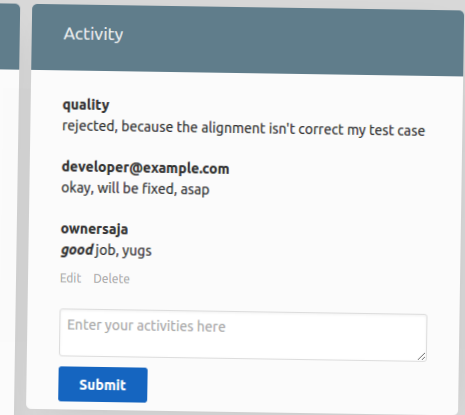 Activity
quality
rejected, because the alignment isn't correct my test case
developer@example.com
okay, will be fixed, asap
ownersaja
good job, yugs
Edit Delete
Enter your activities here
Submit